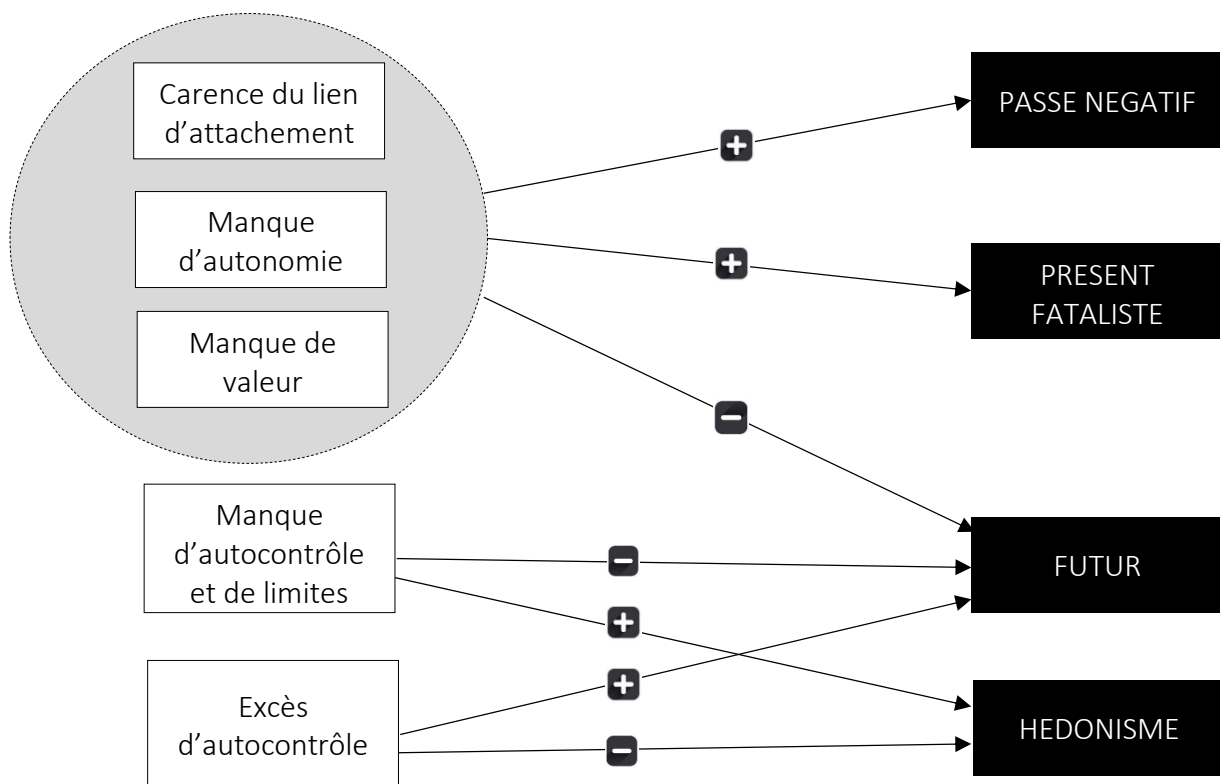 Carence du lien
d’attachement
Manque
d’autonomie
Manque de
valeur
Manque
d’autocontrôle
et de limites
Excès
d’autocontrôle
PASSE NEGATIF
PRESENT
FATALISTE
FUTUR
HEDONISME
+
+
−
−
+
+
−